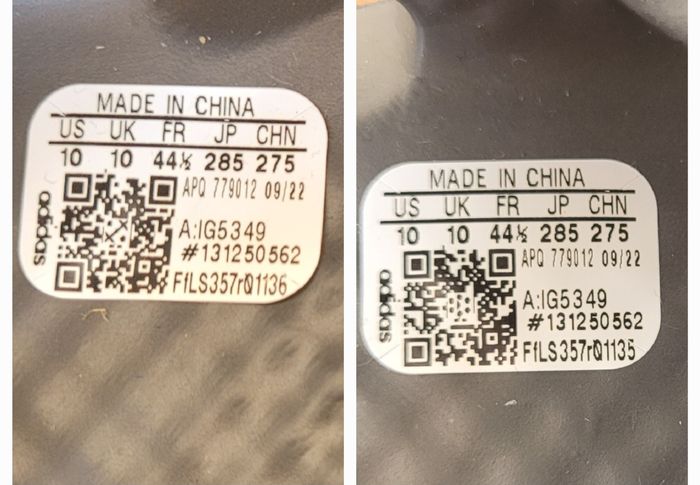 MADE IN CHINA
US UK FR JP CHN
10 10 44½ 285 275
APQ 779012 09/22
A:IG5349
#131250562
FfLS357r01136
adidas
MADE IN CHINA
US UK FR JP CHN
10 10 44½ 285 275
APQ 779012 09/22
A:IG5349
#131250562
FfLS357r01135
adidas